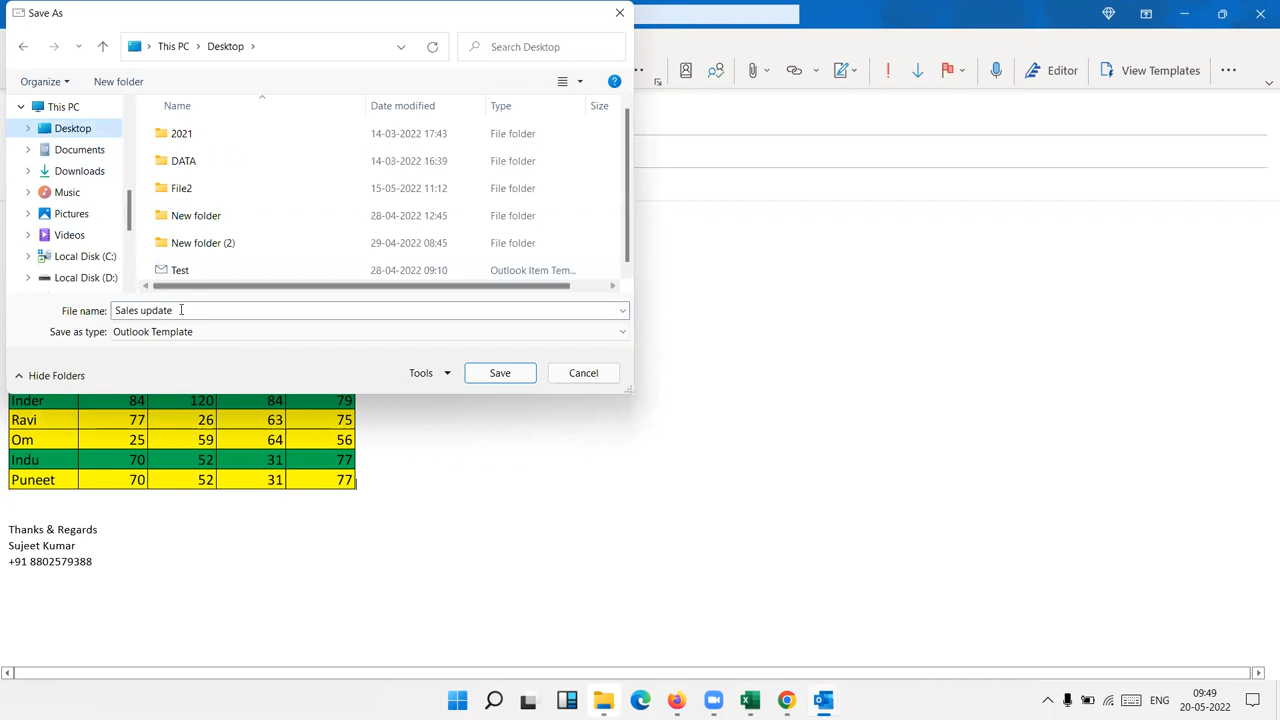 Save As
This PC > Desktop >
Search Desktop
Organize
New folder
Editor
View Templates
Name
Date modified
Type
Size
This PC
Desktop
Documents
Downloads
Music
Pictures
Videos
Local Disk (C:)
Local Disk (D:)
2021 14-03-2022 17:43 File folder
DATA 14-03-2022 16:39 File folder
File2 15-05-2022 11:12 File folder
New folder 28-04-2022 12:45 File folder
New folder (2) 29-04-2022 08:45 File folder
Test 28-04-2022 09:10 Outlook Item Tem...
File name: Sales update
Save as type: Outlook Template
Hide Folders
Tools
Save
Cancel
Inder 84 120 84 79
Ravi 77 26 63 75
Om 25 59 64 56
Indu 70 52 31 77
Puneet 70 52 31 77
Thanks & Regards
Sujeet Kumar
+91 8802579388
ENG
09:49
20-05-2022